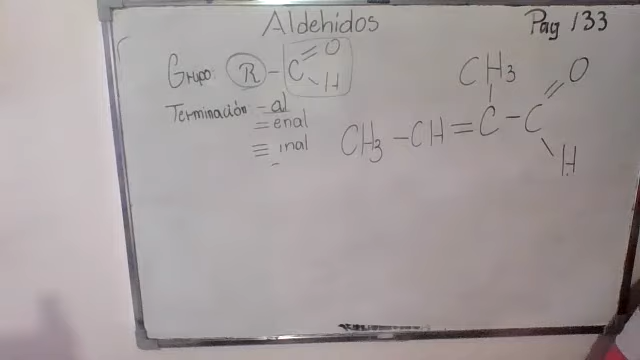 Aldehidos
Pag 133
Grupo: R - C = O
H
Terminación - al
= enal
≡ inal
CH3
O
CH3 - CH = C - C
H